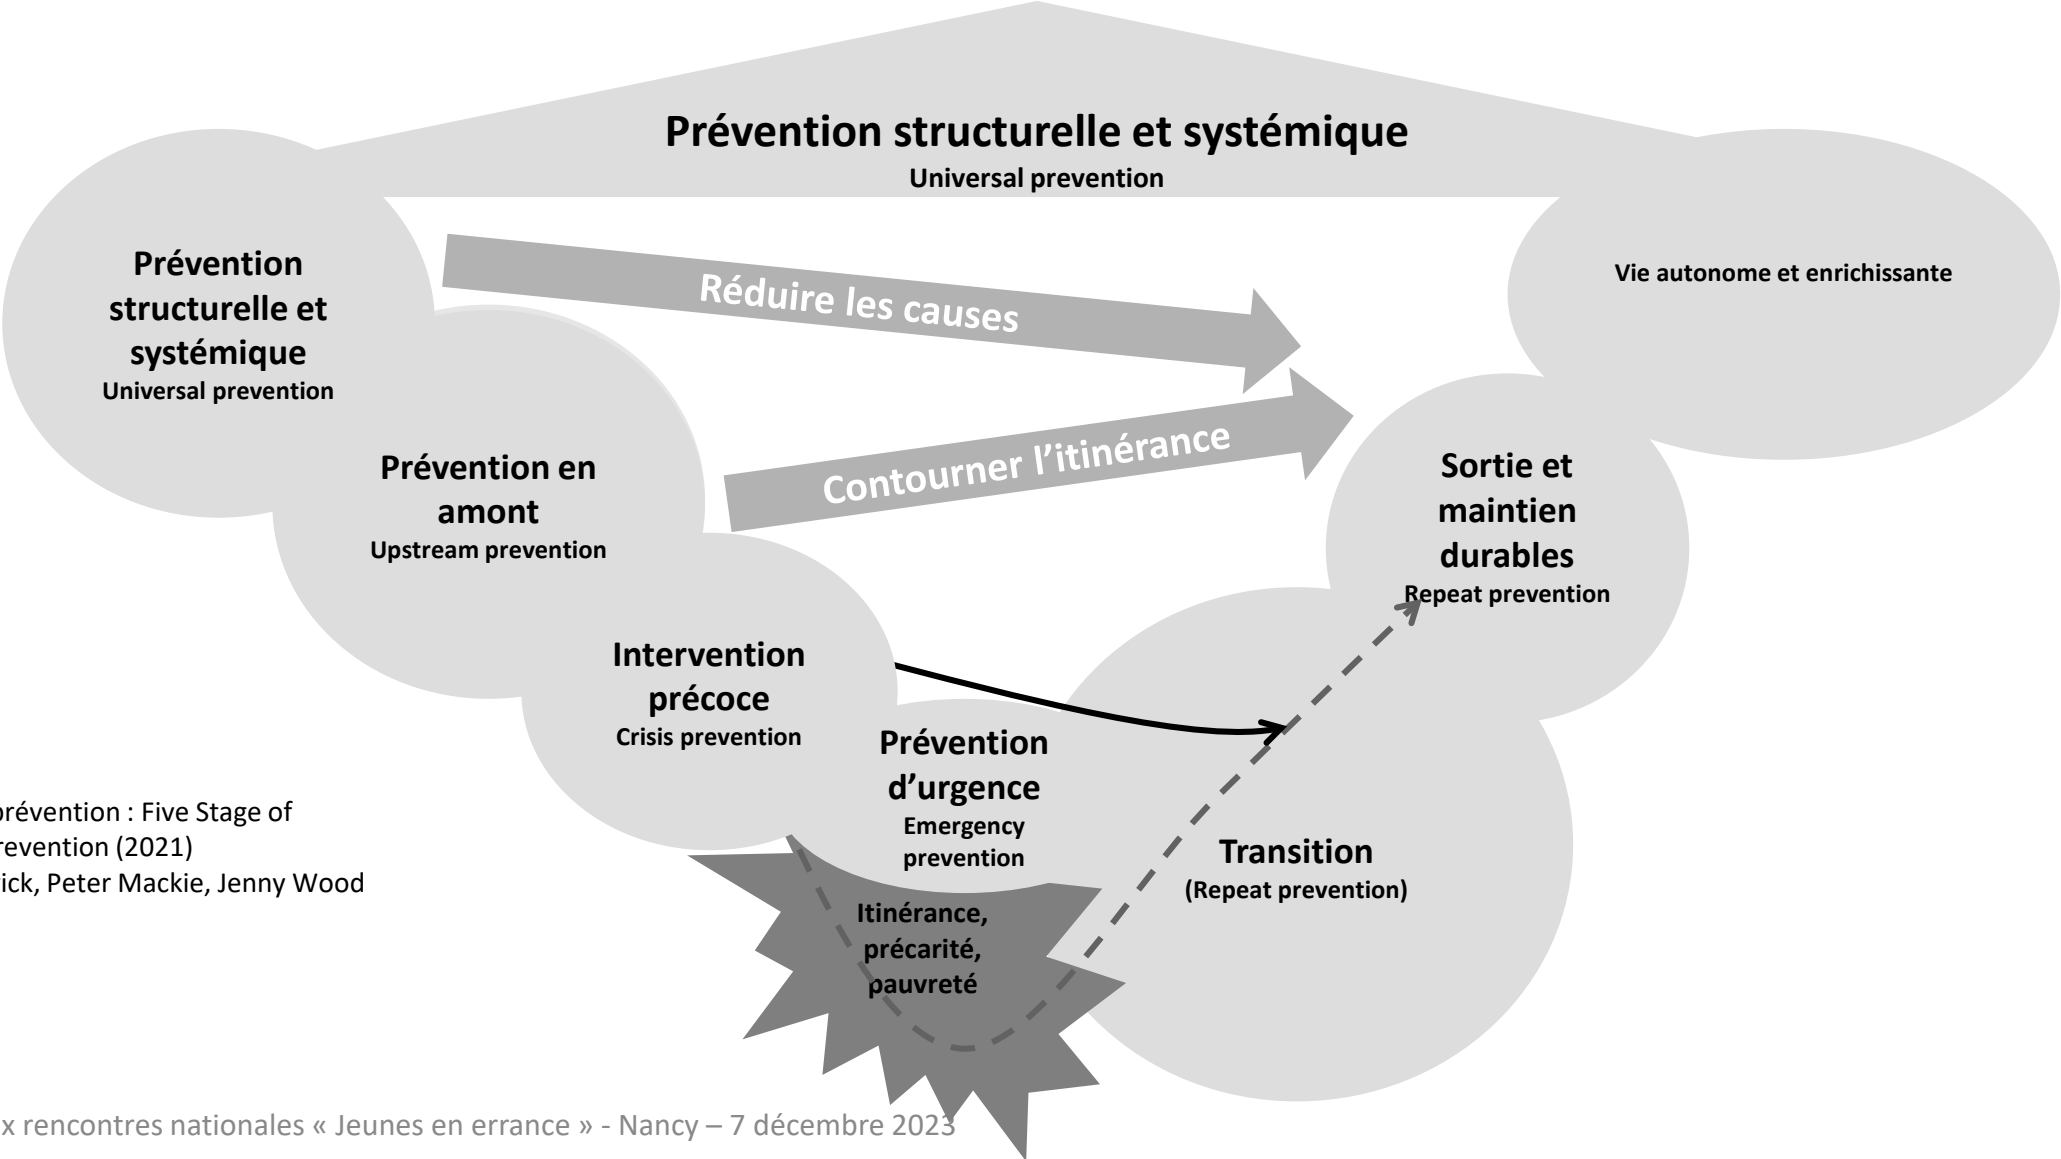 Prévention structurelle et systémique
Universal prevention
Prévention
structurelle et
systémique
Universal prevention
Réduire les causes
Vie autonome et enrichissante
Prévention en
amont
Upstream prevention
Contourner l’itinérance
Sortie et
maintien
durables
Repeat prevention
Intervention
précoce
Crisis prevention
Prévention
d’urgence
Emergency
prevention
Transition
(Repeat prevention)
Itinérance,
précarité,
pauvreté
prévention : Five Stage of
revention (2021)
ick, Peter Mackie, Jenny Wood
x rencontres nationales « Jeunes en errance » - Nancy – 7 décembre 2023